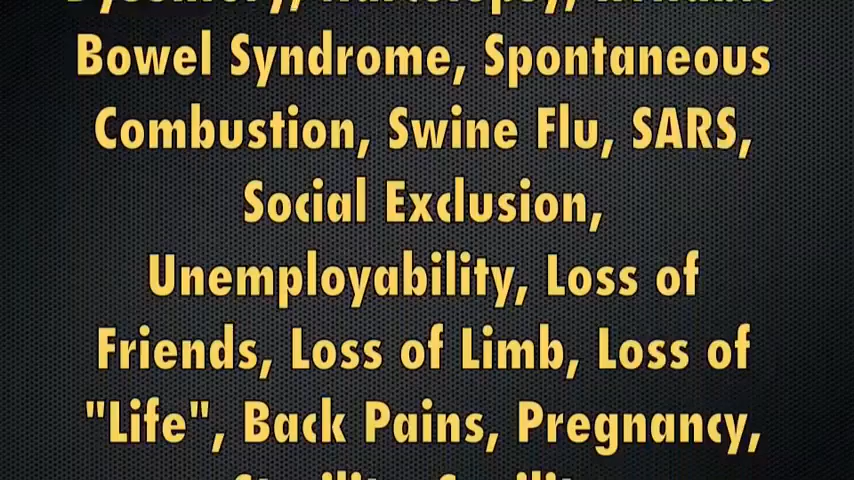 Bowel Syndrome, Spontaneous
Combustion, Swine Flu, SARS,
Social Exclusion,
Unemployability, Loss of
Friends, Loss of Limb, Loss of
"Life", Back Pains, Pregnancy,